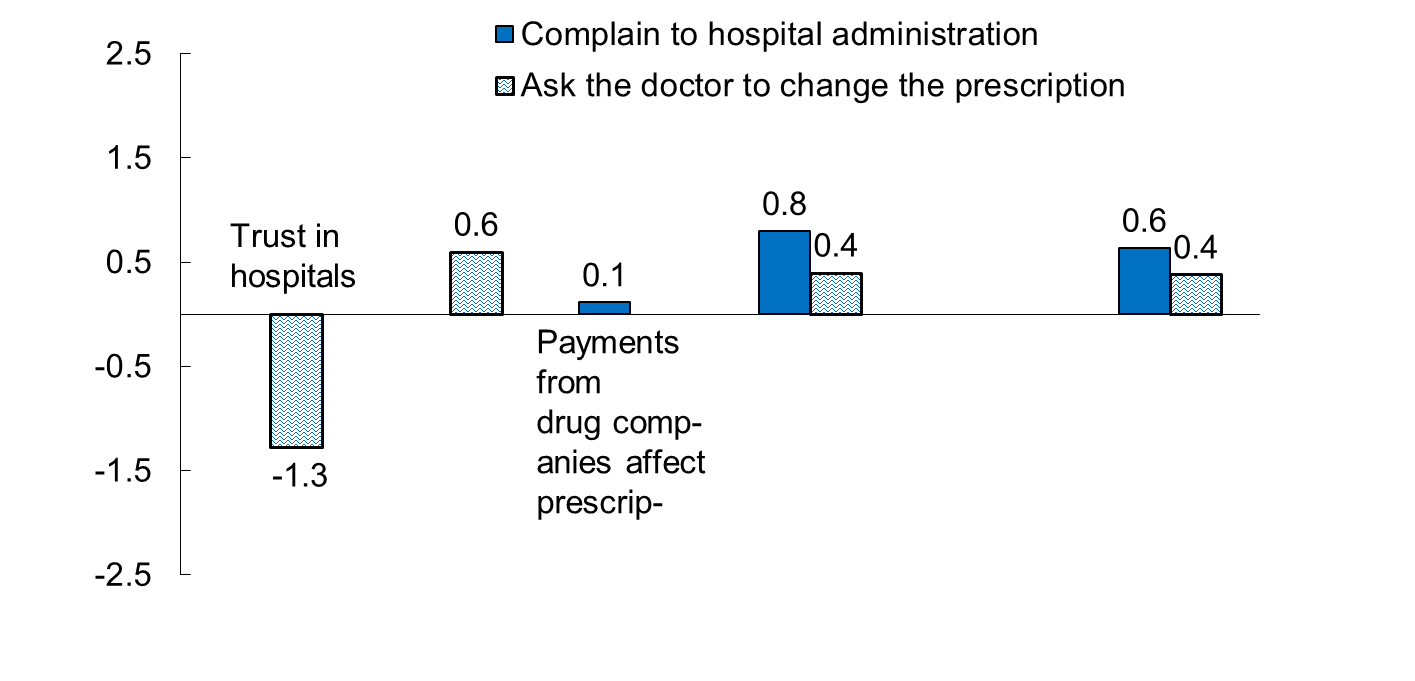 Complain to hospital administration
Ask the doctor to change the prescription
2.5
1.5
0.5
-0.5
-1.5
-2.5
Trust in
hospitals
-1.3
0.6
0.1
Payments
from
drug comp-
anies affect
prescrip-
0.8
0.4
0.6
0.4